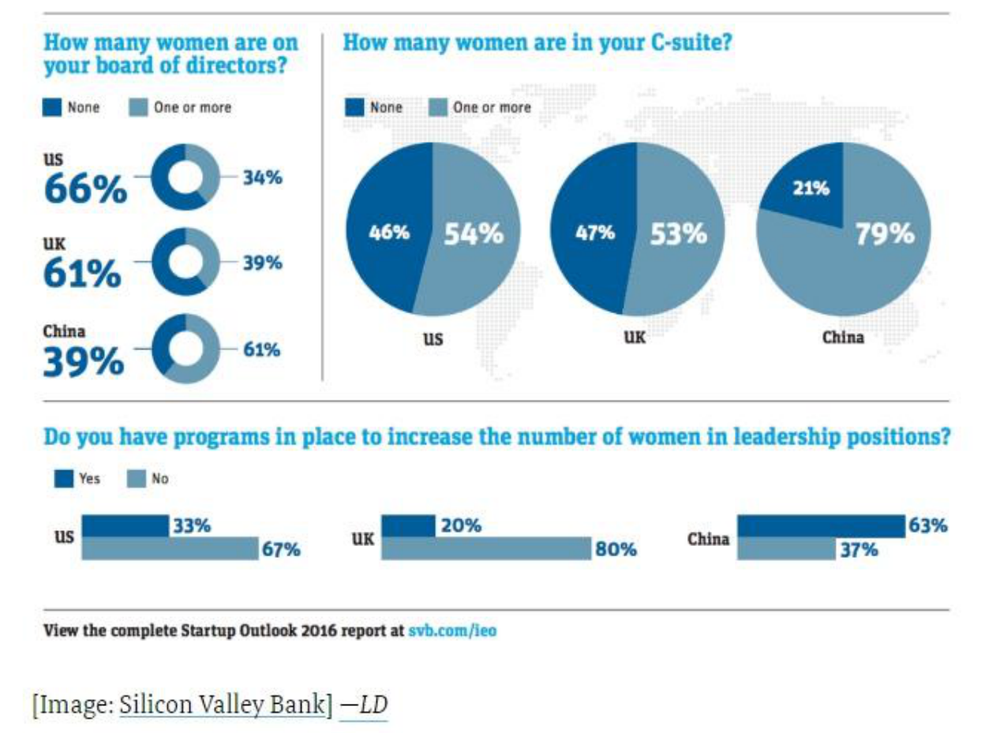 How many women are on
your board of directors?
None One or more
US
66%
34%
UK
61%
39%
China
39%
61%
How many women are in your C-suite?
None One or more
46% 54%
US
47% 53%
UK
21%
79%
China
Do you have programs in place to increase the number of women in leadership positions?
Yes No
US
33%
67%
UK
20%
80%
China
63%
37%
View the complete Startup Outlook 2016 report at svb.com/ieo
[Image: Silicon Valley Bank] —LD